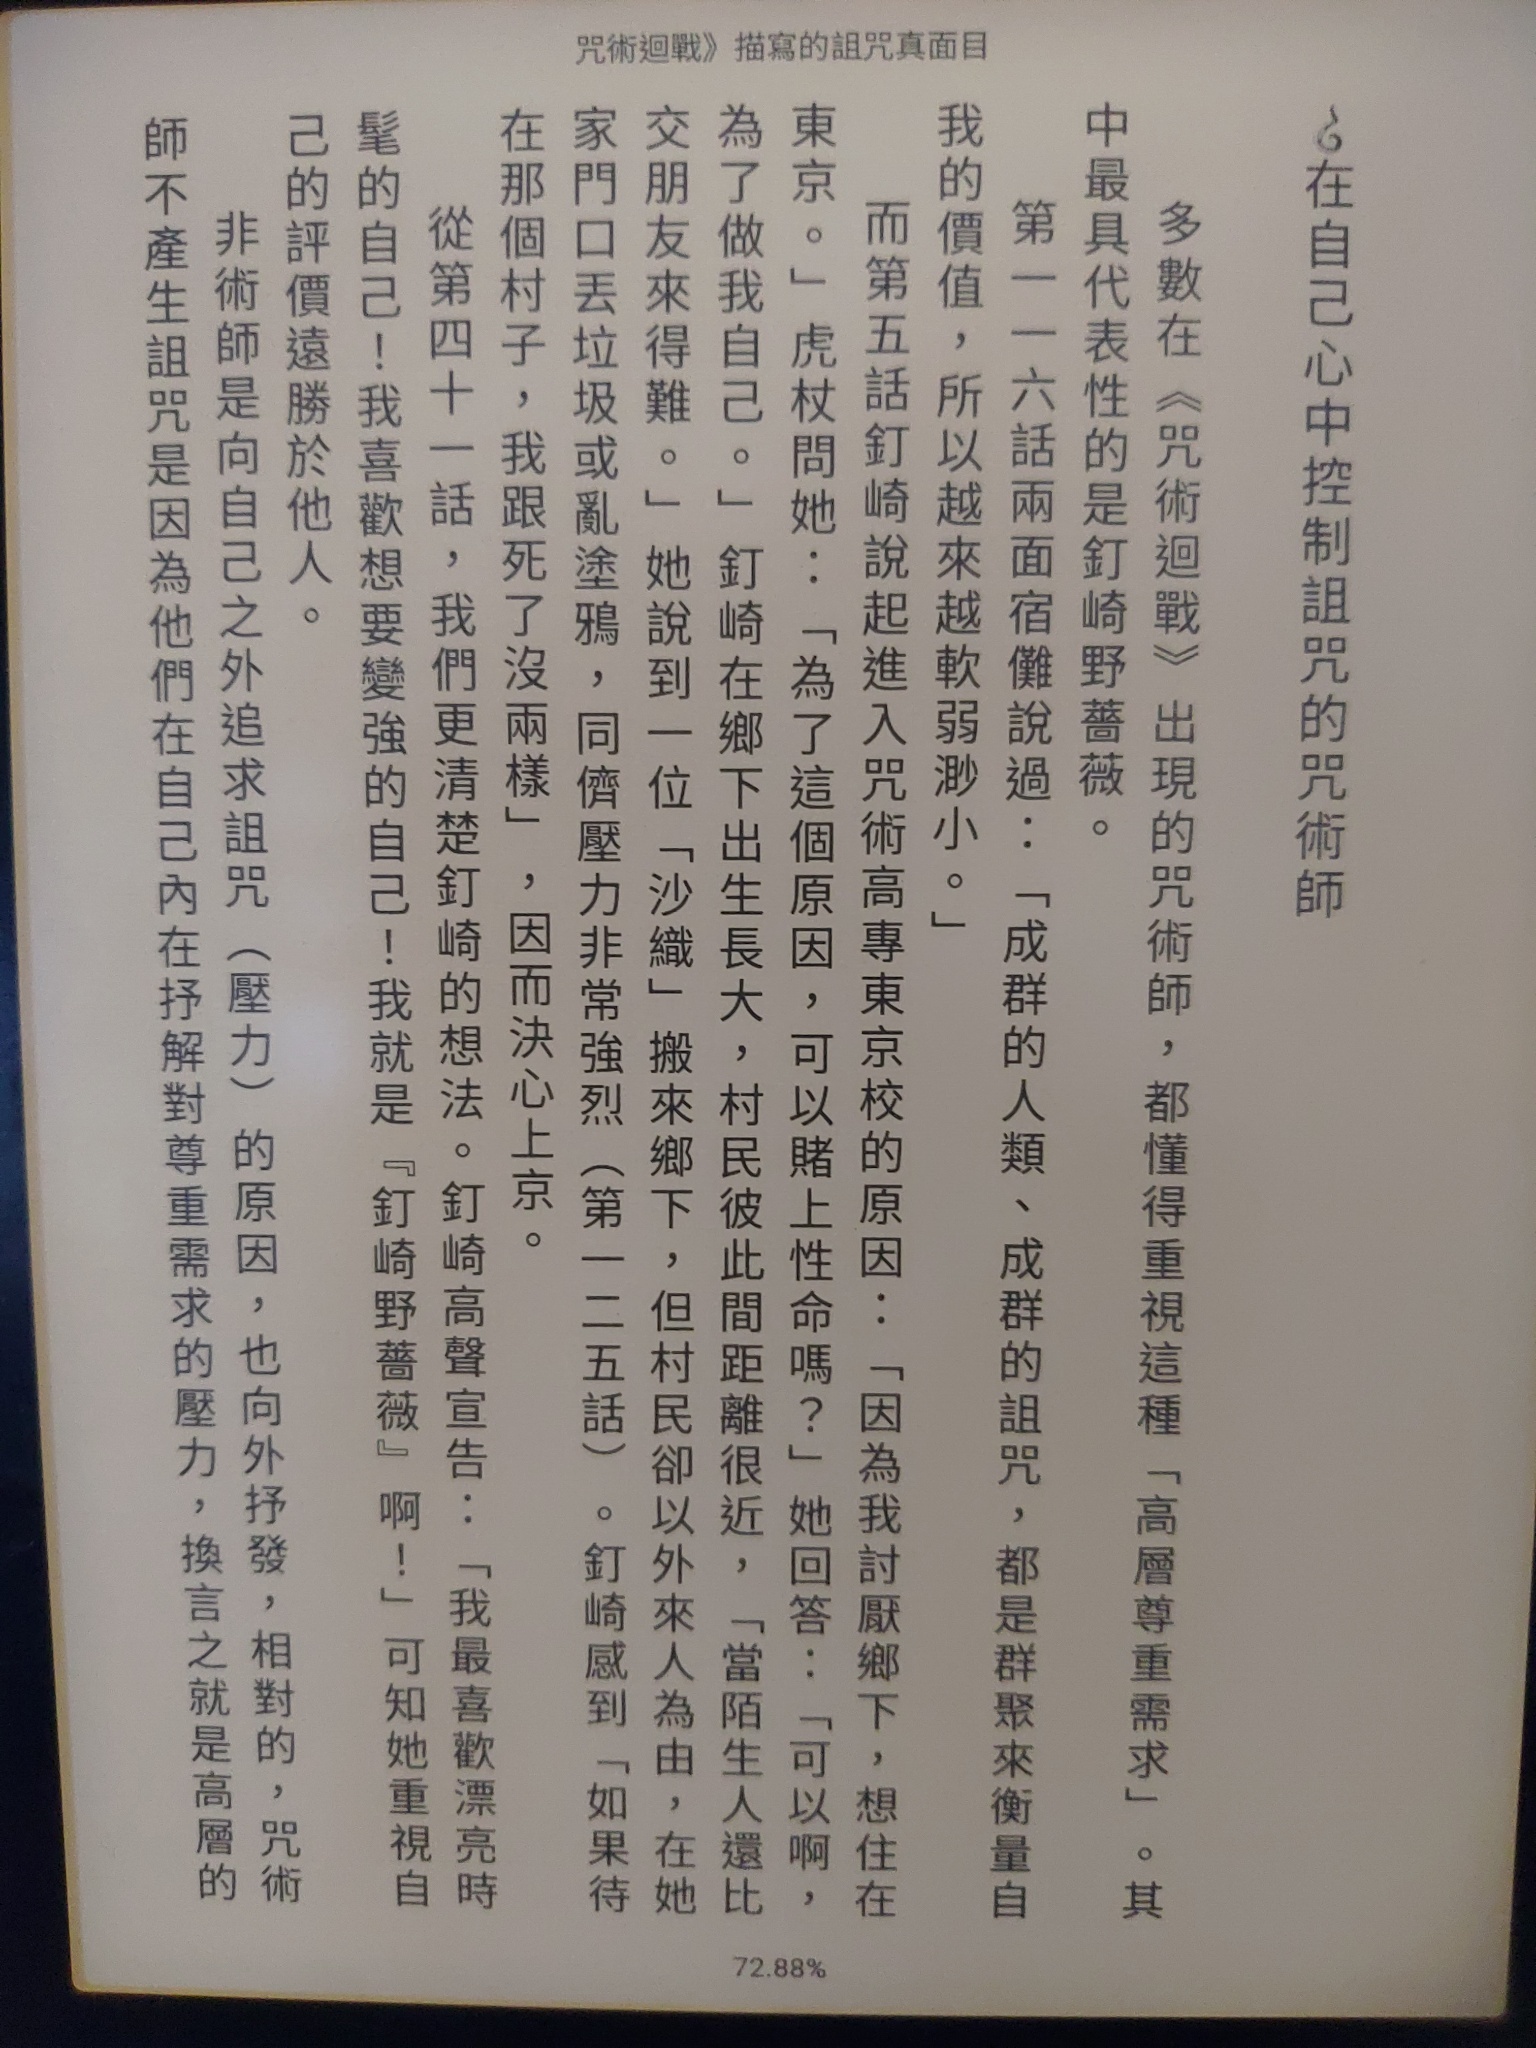 咒術迴戰》描寫的詛咒真面目
在自己心中控制詛咒的咒術師
多數在《咒術迴戰》出現的咒術師，都懂得重視這種「高層尊重需求」。其
中最具代表性的是釘崎野薔薇。
第一一六話兩面宿儺說過：「成群的人類、成群的詛咒，都是群聚來衡量自
我的價值，所以越來越軟弱渺小。」
而第五話釘崎說起進入咒術高專東京校的原因：「因為我討厭鄉下，想住在
東京。」虎杖問她：「為了這個原因，可以賭上性命嗎？」她回答：「可以啊，
為了做我自己。」釘崎在鄉下出生長大，村民彼此間距離很近，「當陌生人還比
交朋友來得難。」她說到一位「沙織」搬來鄉下，但村民卻以外來人為由，在她
家門口丟垃圾或亂塗鴉，同儕壓力非常強烈（第一二五話）。釘崎感到「如果待
在那個村子，我跟死了沒兩樣」，因而決心上京。
從第四十一話，我們更清楚釘崎的想法。釘崎高聲宣告：「我最喜歡漂亮時
髦的自己！我喜歡想要變強的自己！我就是『釘崎野薔薇』啊！」可知她重視自
己的評價遠勝於他人。
非術師是向自己之外追求詛咒（壓力）的原因，也向外抒發，相對的，咒術
師不產生詛咒是因為他們在自己內在抒解對尊重需求的壓力，換言之就是高層的
72.88%